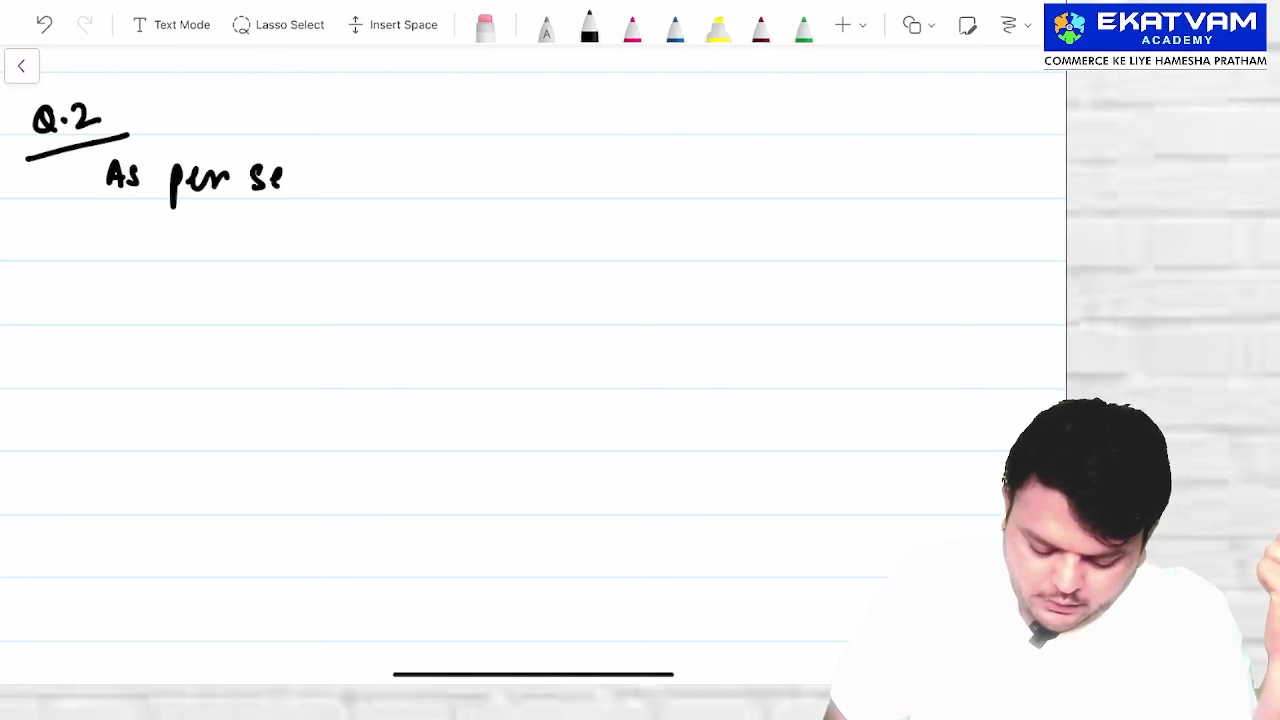 Text Mode
Lasso Select
Insert Space
A
EKATVAM
ACADEMY
COMMERCE KE LIYE HAMESHA PRATHAM
Q.2
As per se